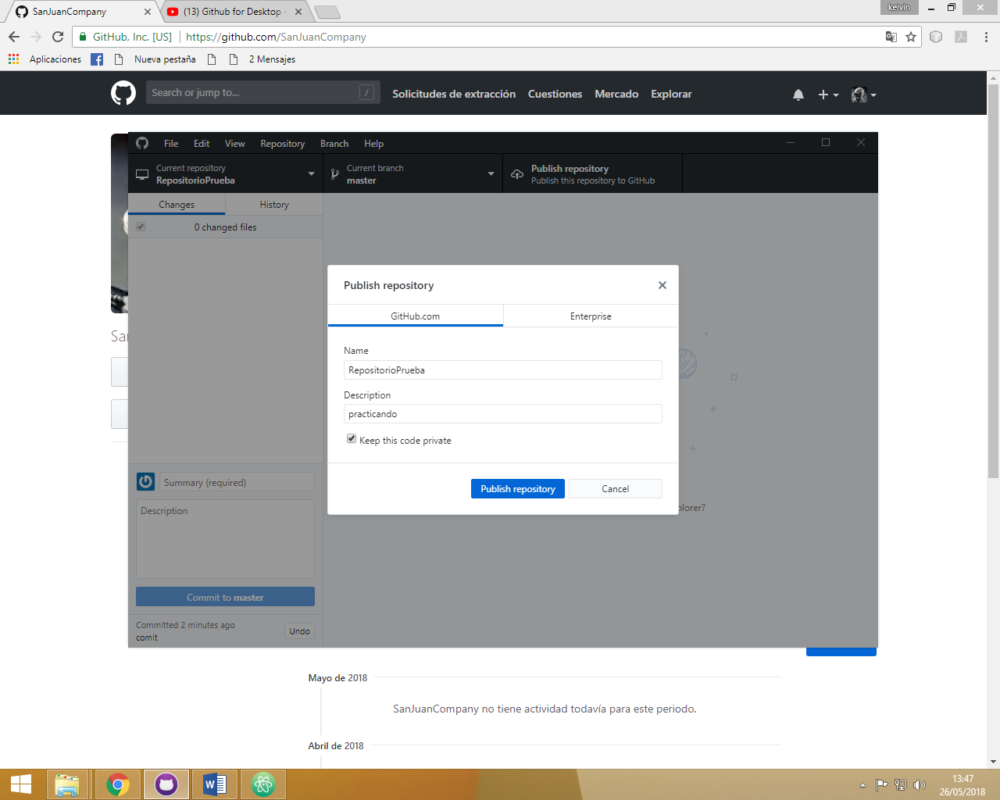 SanJuanCompany
(13) Github for Desktop -
kelvin
GitHub, Inc. [US]
https://github.com/SanJuanCompany
Aplicaciones
Nueva pestaña
2 Mensajes
Search or jump to...
/
Solicitudes de extracción
Cuestiones
Mercado
Explorar
File
Edit
View
Repository
Branch
Help
Current repository
RepositorioPrueba
Current branch
master
Publish repository
Publish this repository to GitHub
Changes
History
0 changed files
Publish repository
GitHub.com
Enterprise
Name
RepositorioPrueba
Description
practicando
Keep this code private
Publish repository
Cancel
plorer?
Sa
Summary (required)
Description
Commit to master
Committed 2 minutes ago
comit
Undo
Mayo de 2018
SanJuanCompany no tiene actividad todavía para este periodo.
Abril de 2018
13:47
26/05/2018